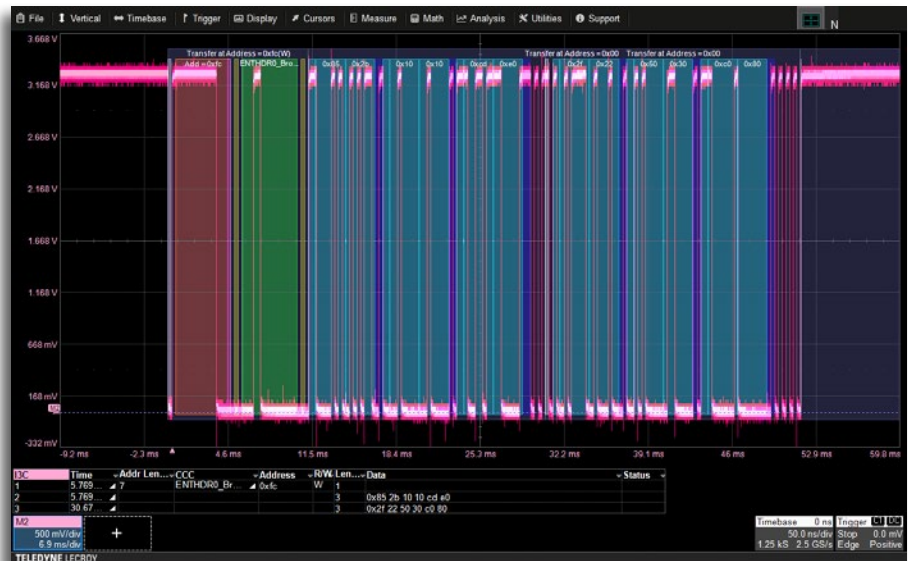 File Vertical Timebase Trigger Display Cursors Measure Math Analysis Utilities Support
N
3.668 V
Transfer at Address =0xfc(W) Transfer at Address =0x00 Transfer at Address =0x00
Add =0xfc ENTHDR0_Bro... 0x85 0x2b 0x10 0x10 0xcd 0xe0 0x2f 0x22 0x50 0x30 0xc0 0x80
3.168 V
2.668 V
2.168 V
1.668 V
1.168 V
668 mV
168 mV
M2
-332 mV
-9.2 ms -2.3 ms 4.6 ms 11.5 ms 18.4 ms 25.3 ms 32.2 ms 39.1 ms 46 ms 52.9 ms 59.8 ms
I3C Time Addr Len... CCC Address R/W Len... Data Status
1 5.769... 7 ENTHDR0_Br... 0xfc W 1
2 5.769... 3 0x85 2b 10 10 cd e0
3 30.67... 3 0x2f 22 50 30 c0 80
M2
500 mV/div
6.9 ms/div
+
Timebase 0 ns Trigger C1 DC
50.0 ns/div Stop 0.0 mV
1.25 kS 2.5 GS/s Edge Positive
TELEDYNE LECROY